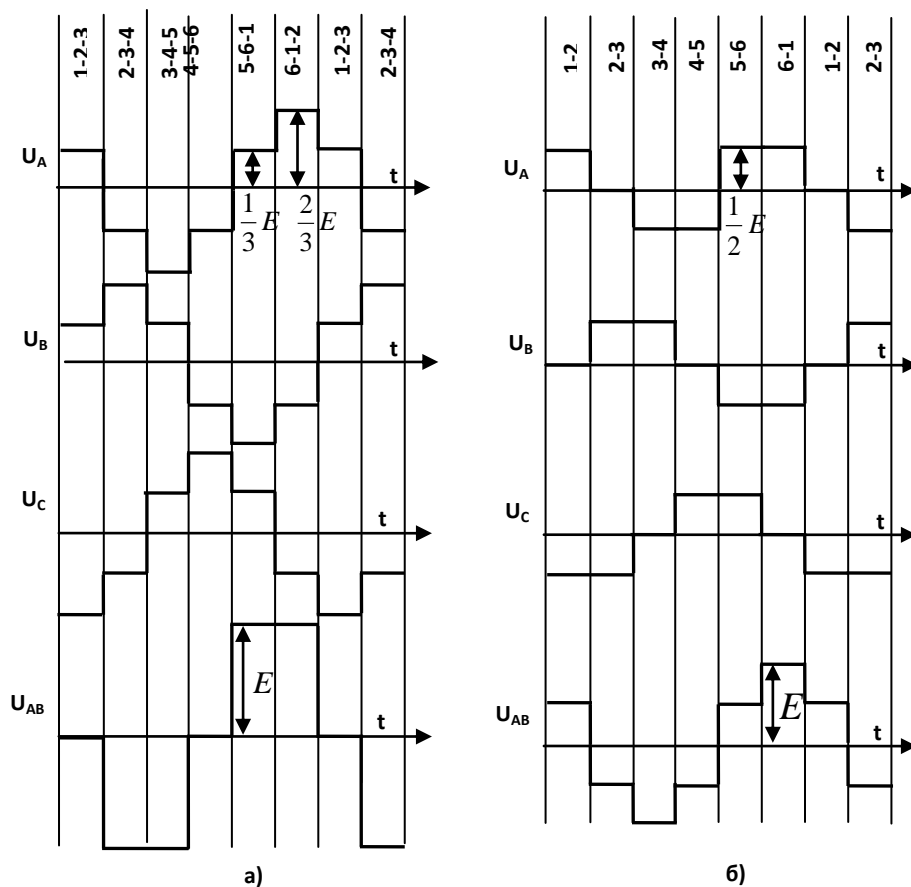 1-2-3
2-3-4
3-4-5
4-5-6
5-6-1
6-1-2
1-2-3
2-3-4
U_A
t
1/3 E
2/3 E
U_B
t
U_C
t
U_AB
E
t
а)
1-2
2-3
3-4
4-5
5-6
6-1
1-2
2-3
U_A
t
1/2 E
U_B
t
U_C
t
U_AB
E
t
б)